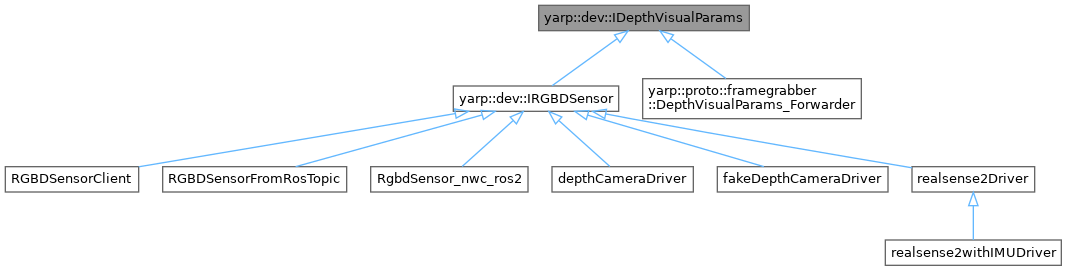 yarp::dev::IDepthVisualParams
yarp::dev::IRGBDSensor
yarp::proto::framegrabber
::DepthVisualParams_Forwarder
RGBDSensorClient
RGBDSensorFromRosTopic
RgbdSensor_nwc_ros2
depthCameraDriver
fakeDepthCameraDriver
realsense2Driver
realsense2withIMUDriver